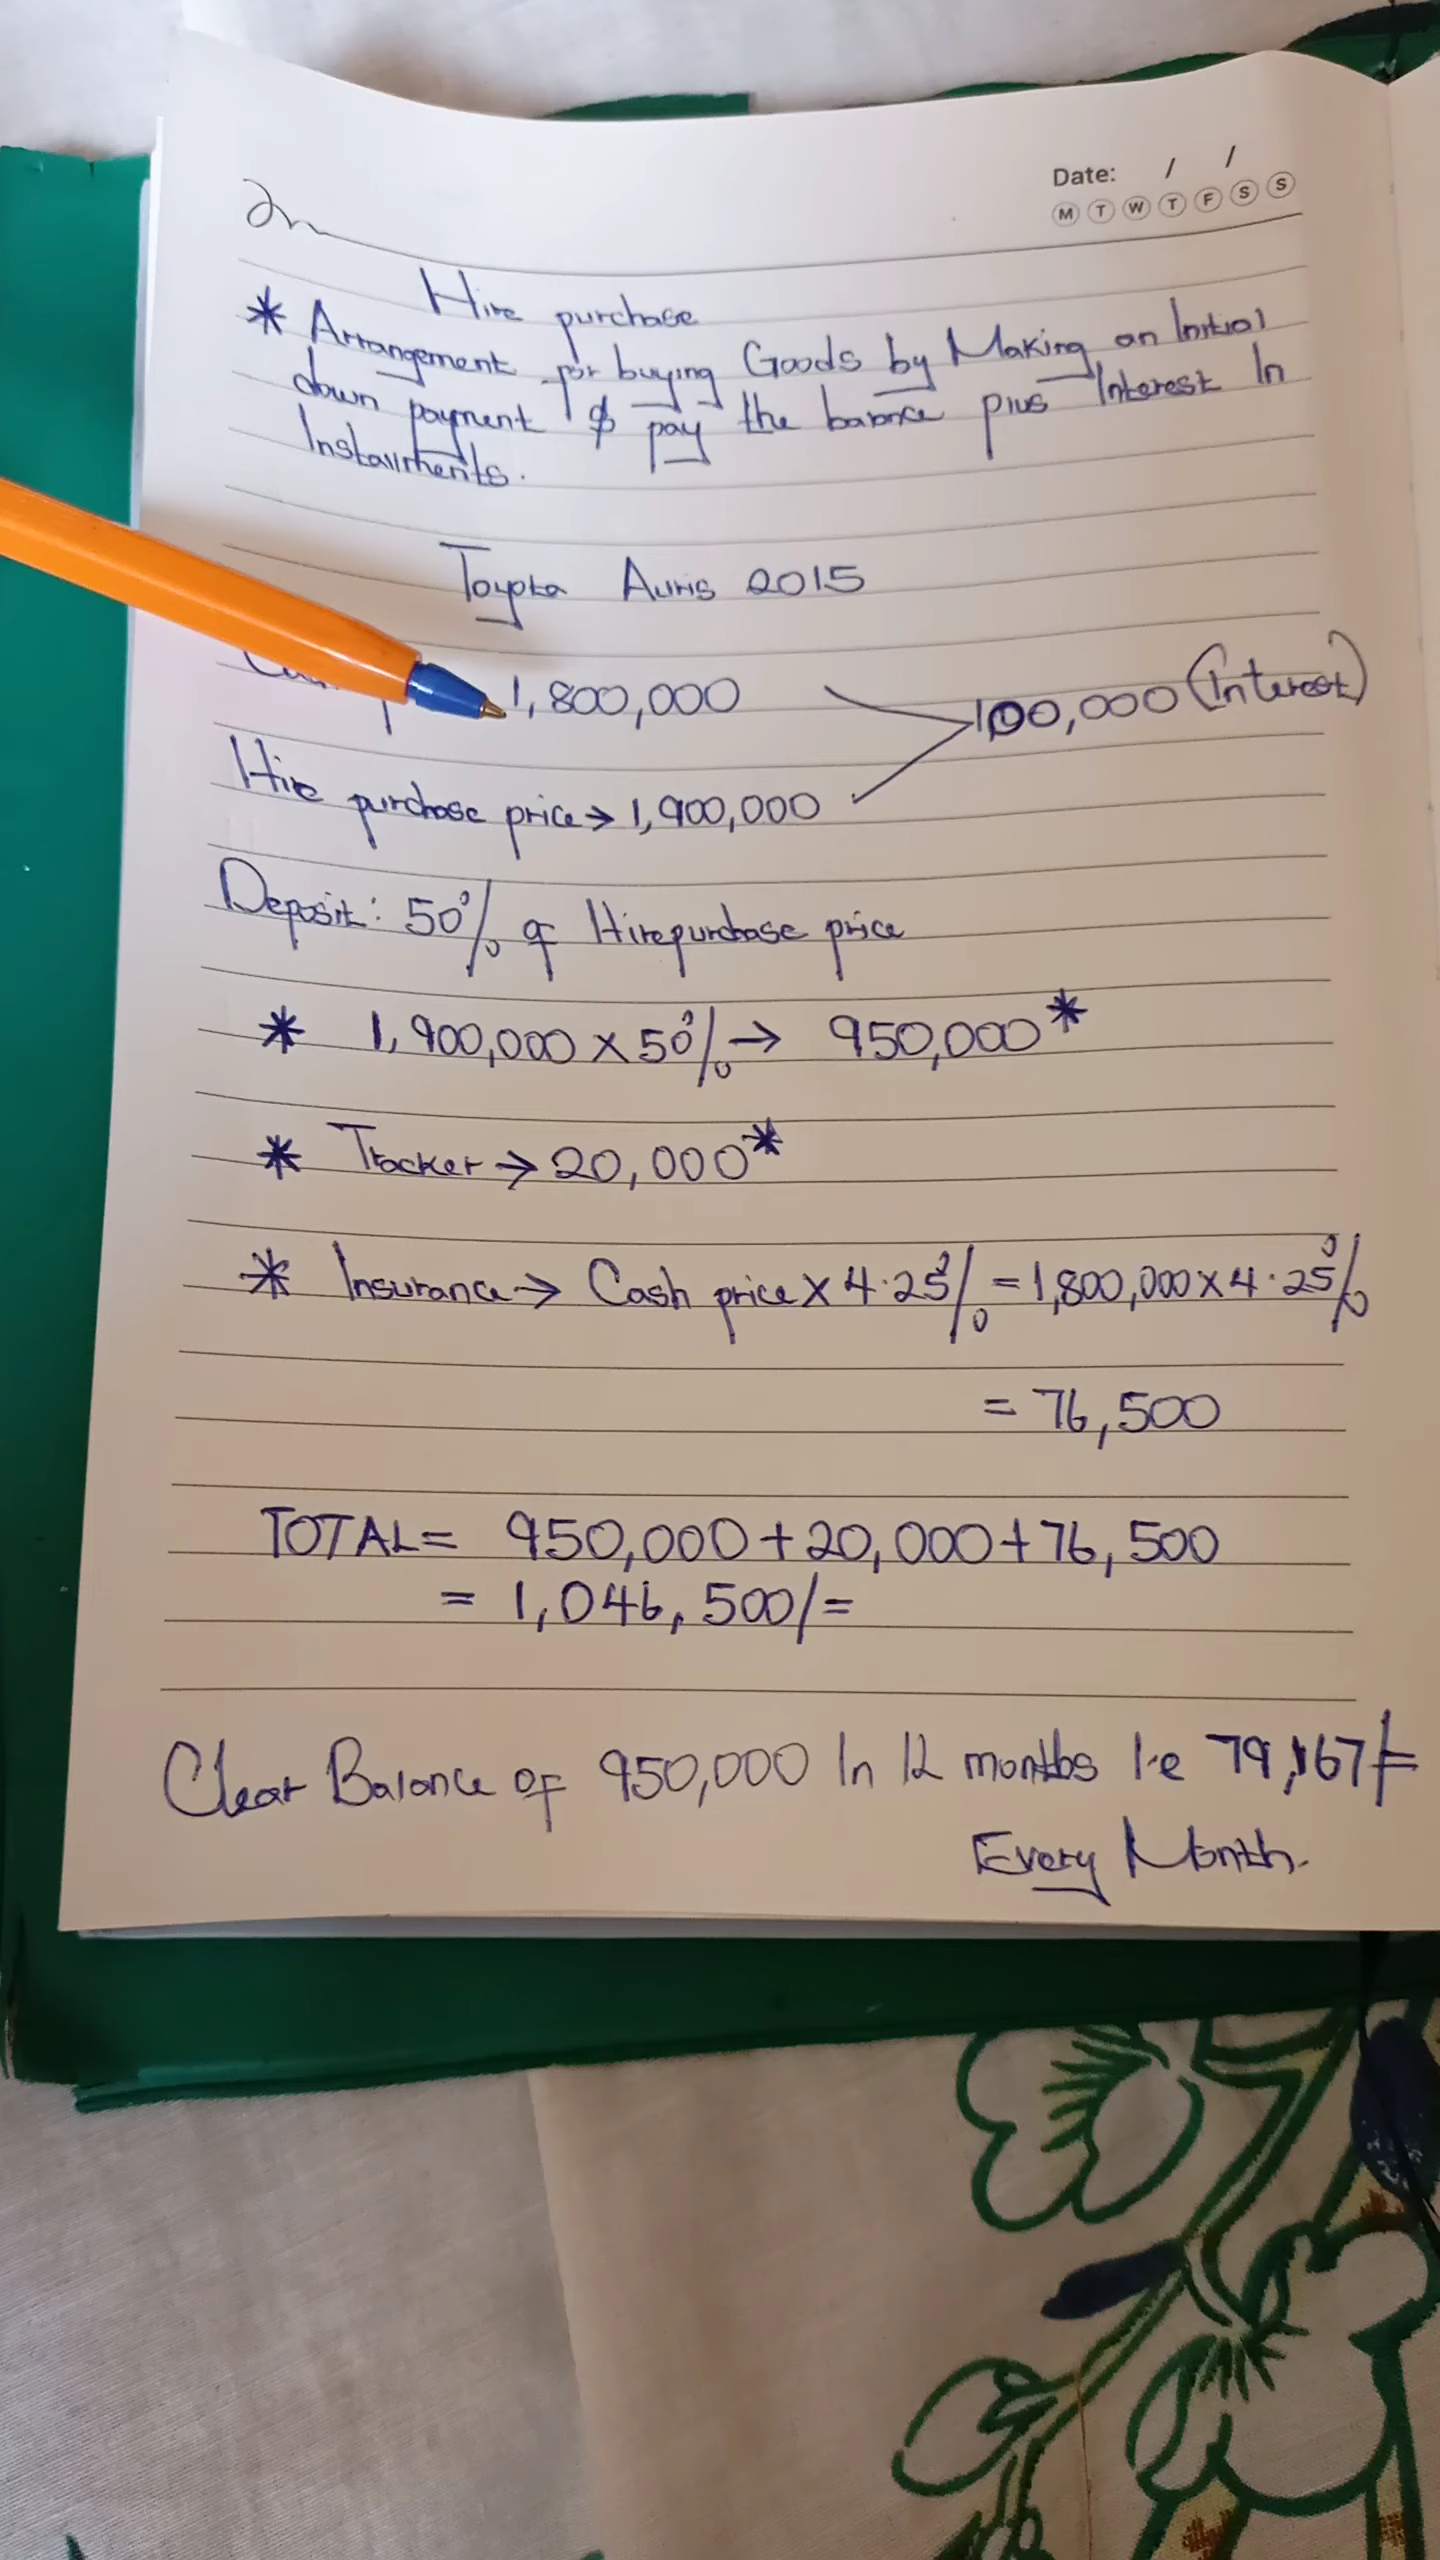 Date: / /
M T W T F S S
Hire purchase
* Arrangement for buying Goods by Making an Initial
down payment & pay the balance plus Interest In
Installments.
Toyota Auris 2015
1,800,000
100,000 (Interest)
Hire purchase price → 1,900,000
Deposit: 50% of Hirepurchase price
* 1,900,000 x 50% → 950,000*
* Tracker → 20,000*
* Insurance → Cash price x 4.25% = 1,800,000 x 4.25%
= 76,500
TOTAL = 950,000 + 20,000 + 76,500
= 1,046,500/=
Clear Balance of 950,000 In 12 months i.e 79,167/=
Every Month.